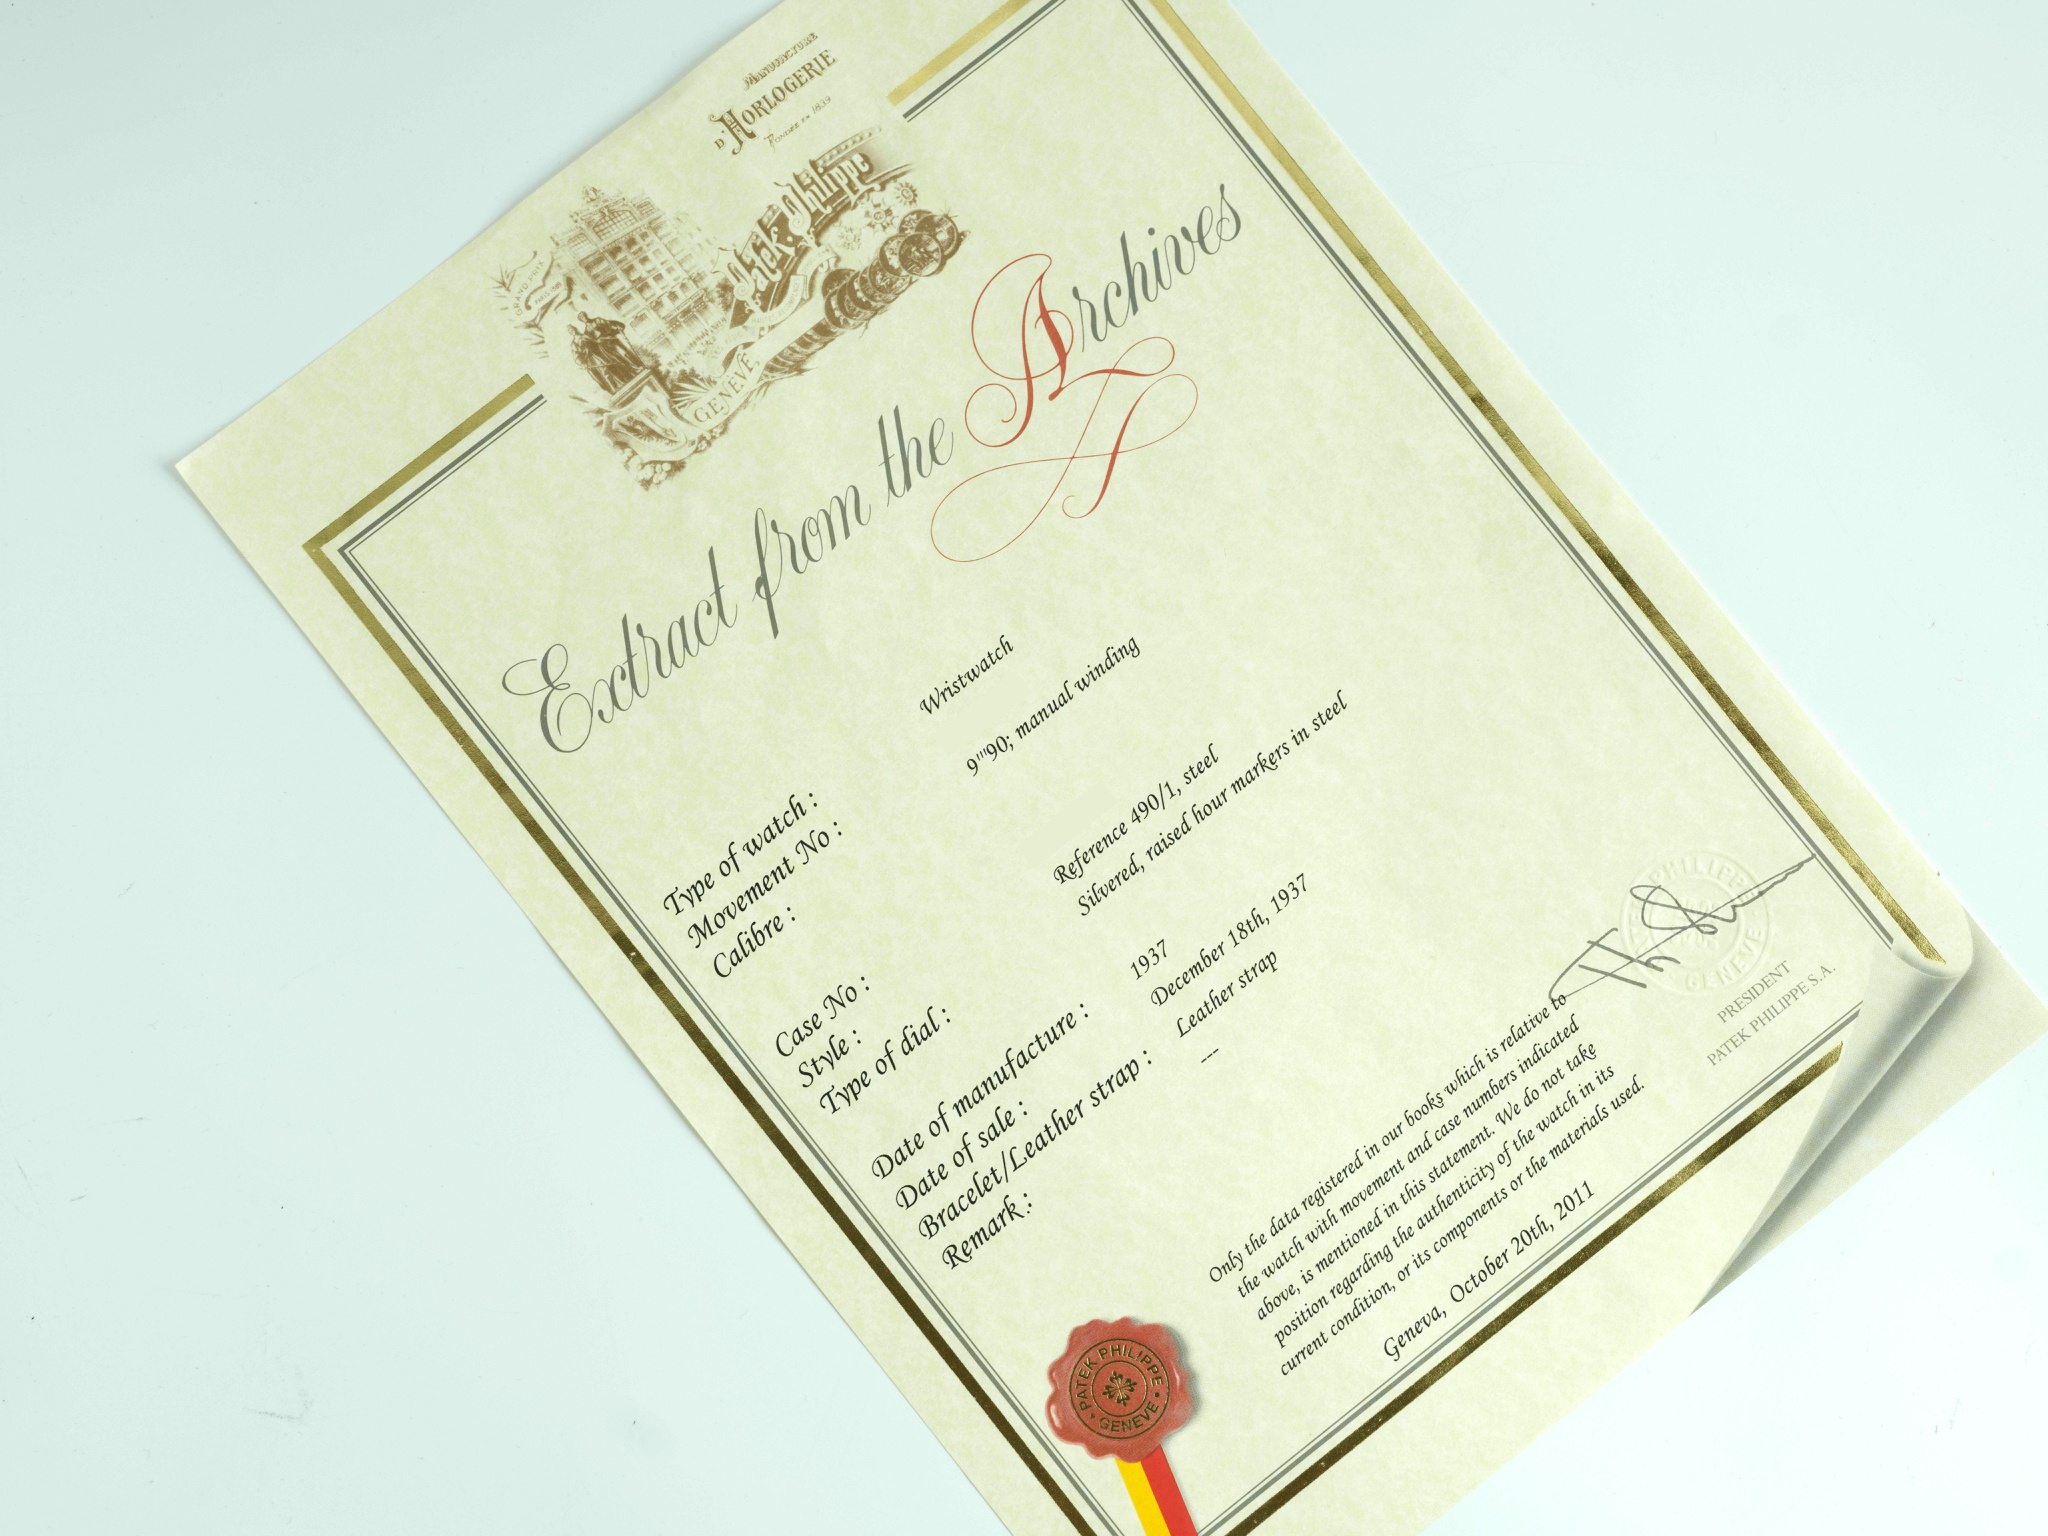 MANUFACTURE
D'HORLOGERIE
FONDÉE EN 1839
GRAND PRIX
PARIS
Patek Philippe
GENÈVE
Extract from the Archives
Type of watch : Wristwatch
Movement No :
Calibre : 9'''90; manual winding
Case No :
Style : Reference 490/1, steel
Type of dial : Silvered, raised hour markers in steel
Date of manufacture : 1937
Date of sale : December 18th, 1937
Bracelet/Leather strap : Leather strap
Remark : ---
Only the data registered in our books which is relative to
the watch with movement and case numbers indicated
above, is mentioned in this statement. We do not take
position regarding the authenticity of the watch in its
current condition, or its components or the materials used.
Geneva, October 20th, 2011
PHILIPPE
GENEVE
PRESIDENT
PATEK PHILIPPE S.A.
PATEK PHILIPPE
GENEVE